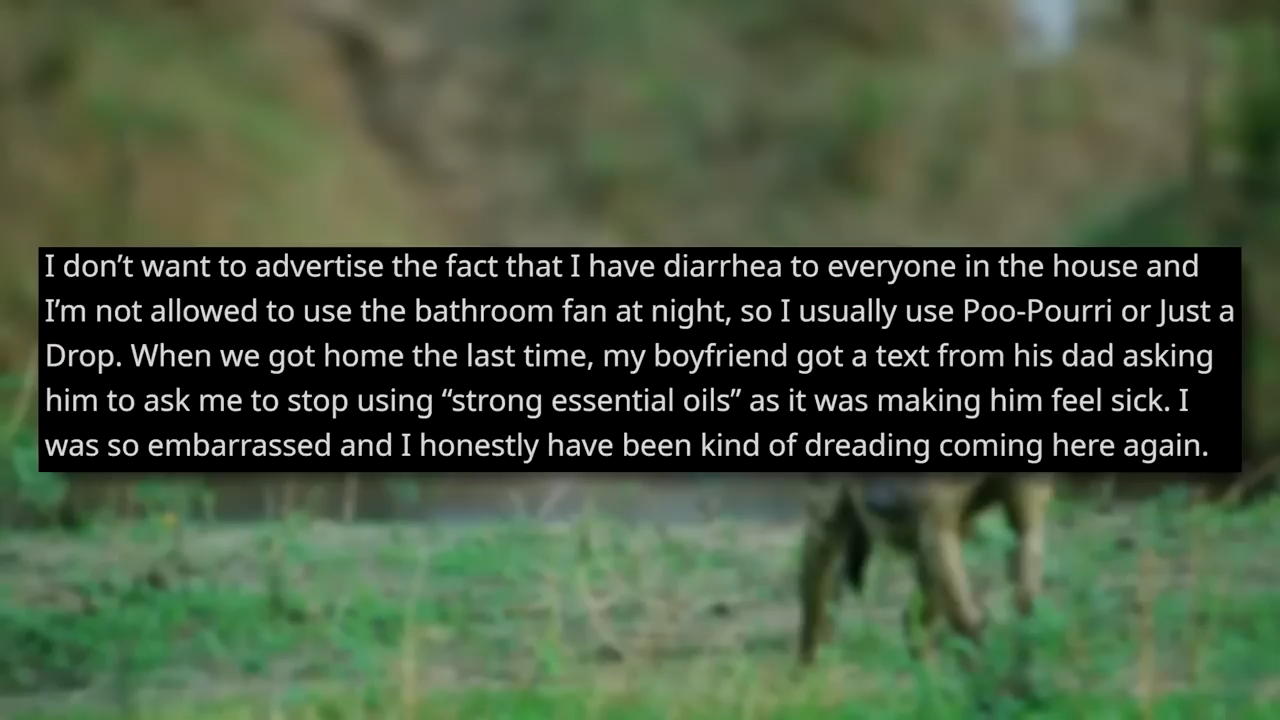 I don’t want to advertise the fact that I have diarrhea to everyone in the house and
I’m not allowed to use the bathroom fan at night, so I usually use Poo-Pourri or Just a
Drop. When we got home the last time, my boyfriend got a text from his dad asking
him to ask me to stop using “strong essential oils” as it was making him feel sick. I
was so embarrassed and I honestly have been kind of dreading coming here again.